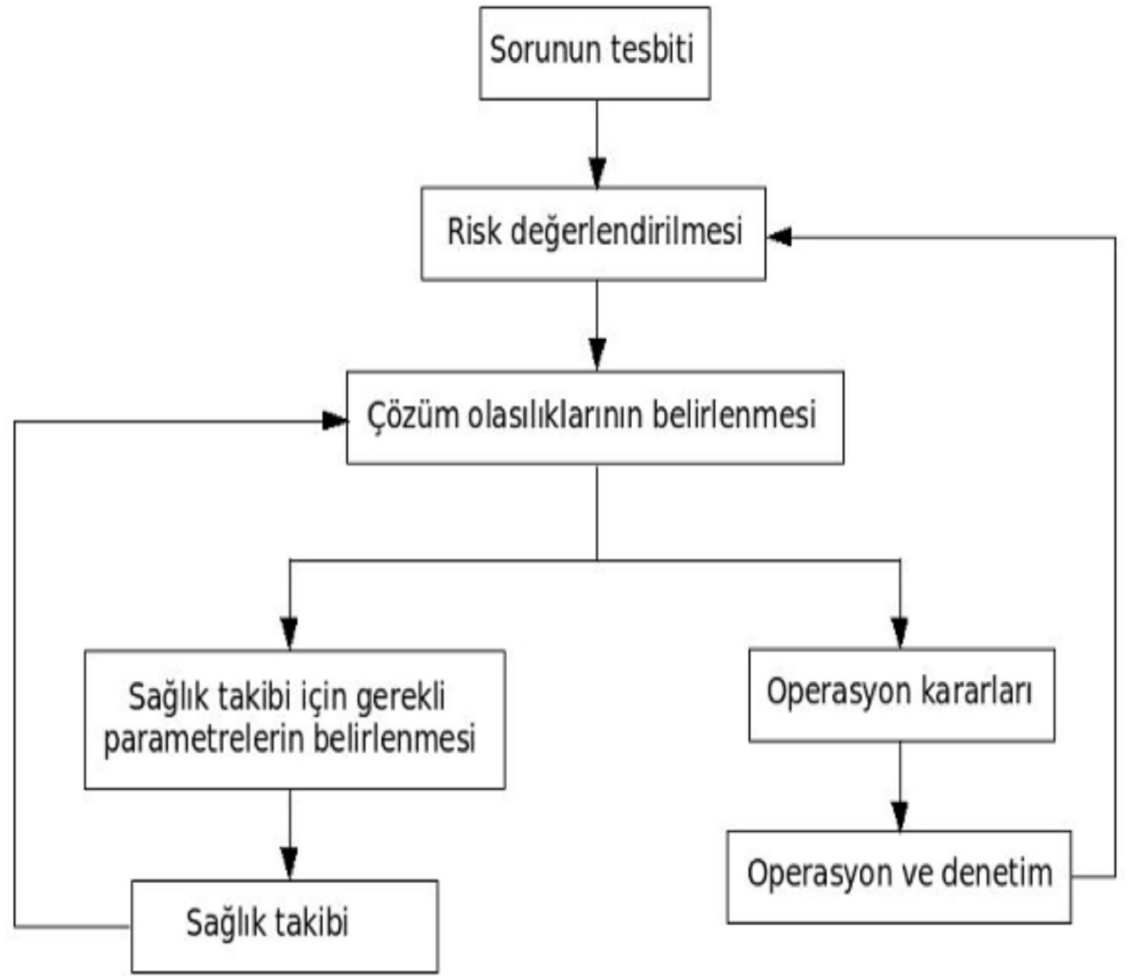 Sorunun tesbiti
Risk değerlendirilmesi
Çözüm olasılıklarının belirlenmesi
Sağlık takibi için gerekli
parametrelerin belirlenmesi
Operasyon kararları
Sağlık takibi
Operasyon ve denetim